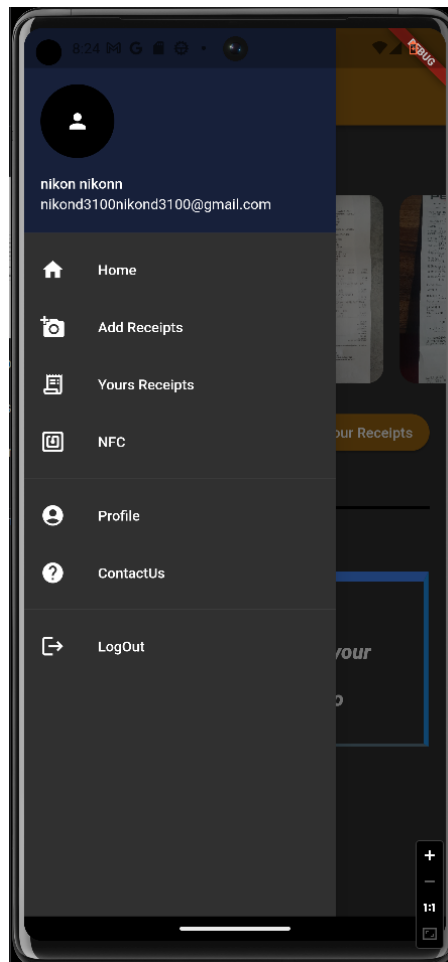 8:24
DEBUG
nikon nikonn
nikond3100nikond3100@gmail.com
Home
Add Receipts
Yours Receipts
NFC
Profile
ContactUs
LogOut
our Receipts
your
1:1